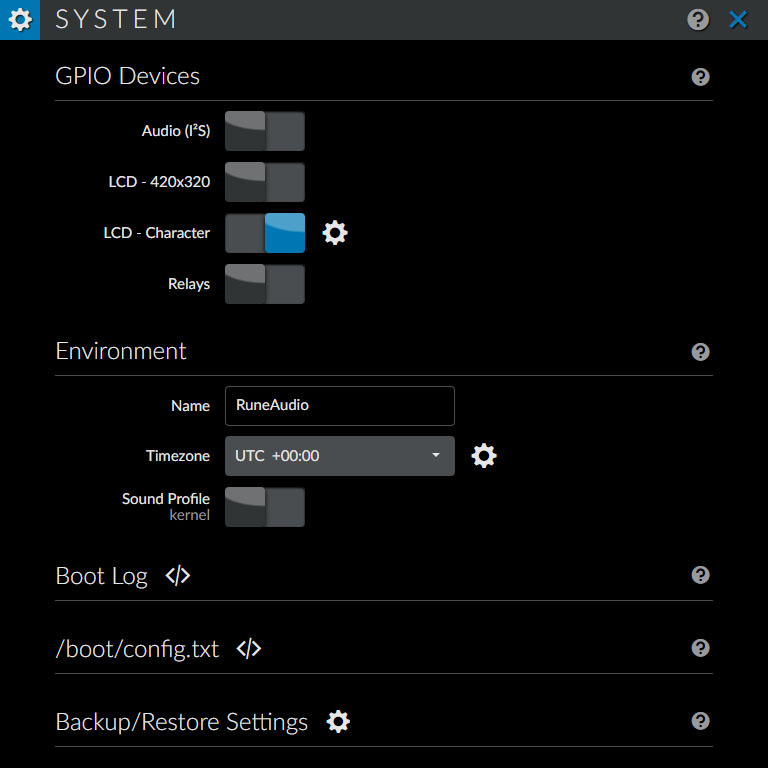 SYSTEM
GPIO Devices
Audio (I²S)
LCD - 420x320
LCD - Character
Relays
Environment
Name RuneAudio
Timezone UTC +00:00
Sound Profile
kernel
Boot Log </>
/boot/config.txt </>
Backup/Restore Settings